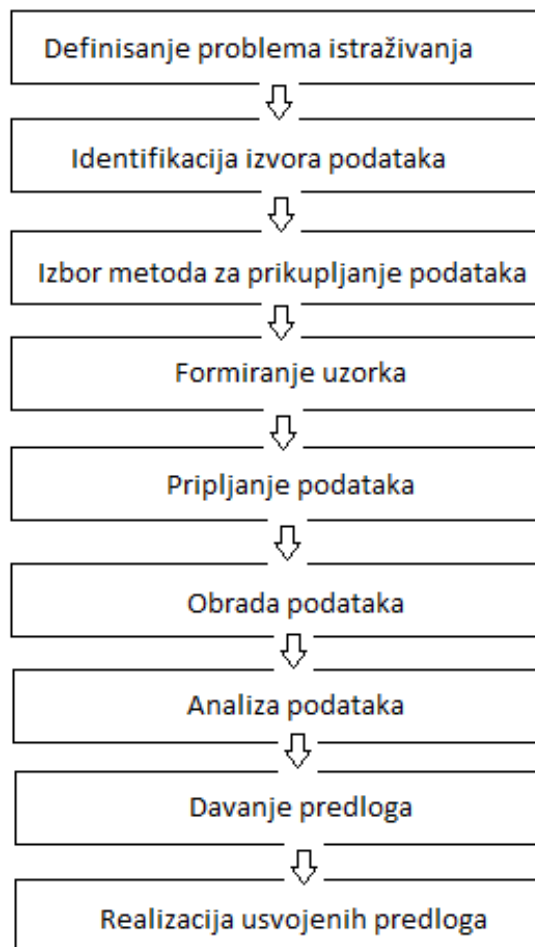 Definisanje problema istraživanja
Identifikacija izvora podataka
Izbor metoda za prikupljanje podataka
Formiranje uzorka
Pripljanje podataka
Obrada podataka
Analiza podataka
Davanje predloga
Realizacija usvojenih predloga